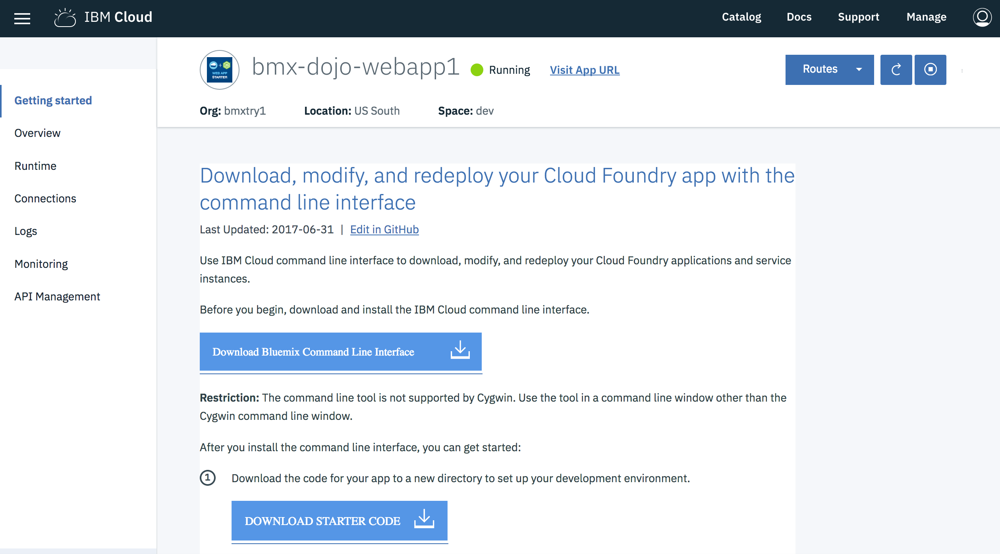 IBM Cloud
Catalog Docs Support Manage
Getting started
Overview
Runtime
Connections
Logs
Monitoring
API Management
JS
WEB APP
STARTER
bmx-dojo-webapp1
Running
Visit App URL
Routes
Org: bmxtry1 Location: US South Space: dev
Download, modify, and redeploy your Cloud Foundry app with the
command line interface
Last Updated: 2017-06-31 | Edit in GitHub
Use IBM Cloud command line interface to download, modify, and redeploy your Cloud Foundry applications and service
instances.
Before you begin, download and install the IBM Cloud command line interface.
Download Bluemix Command Line Interface
Restriction: The command line tool is not supported by Cygwin. Use the tool in a command line window other than the
Cygwin command line window.
After you install the command line interface, you can get started:
1 Download the code for your app to a new directory to set up your development environment.
DOWNLOAD STARTER CODE